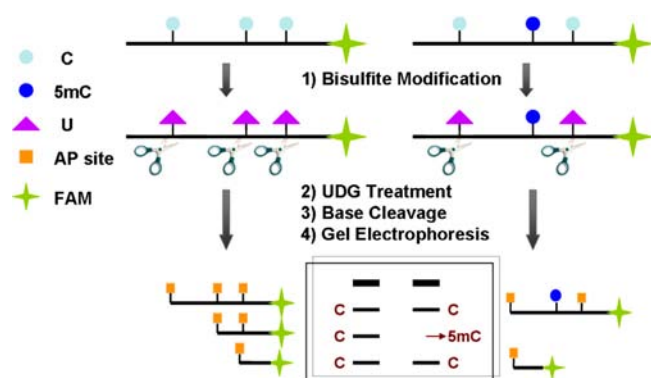 C
5mC
U
AP site
FAM
1) Bisulfite Modification
2) UDG Treatment
3) Base Cleavage
4) Gel Electrophoresis
C C
C →5mC
C C